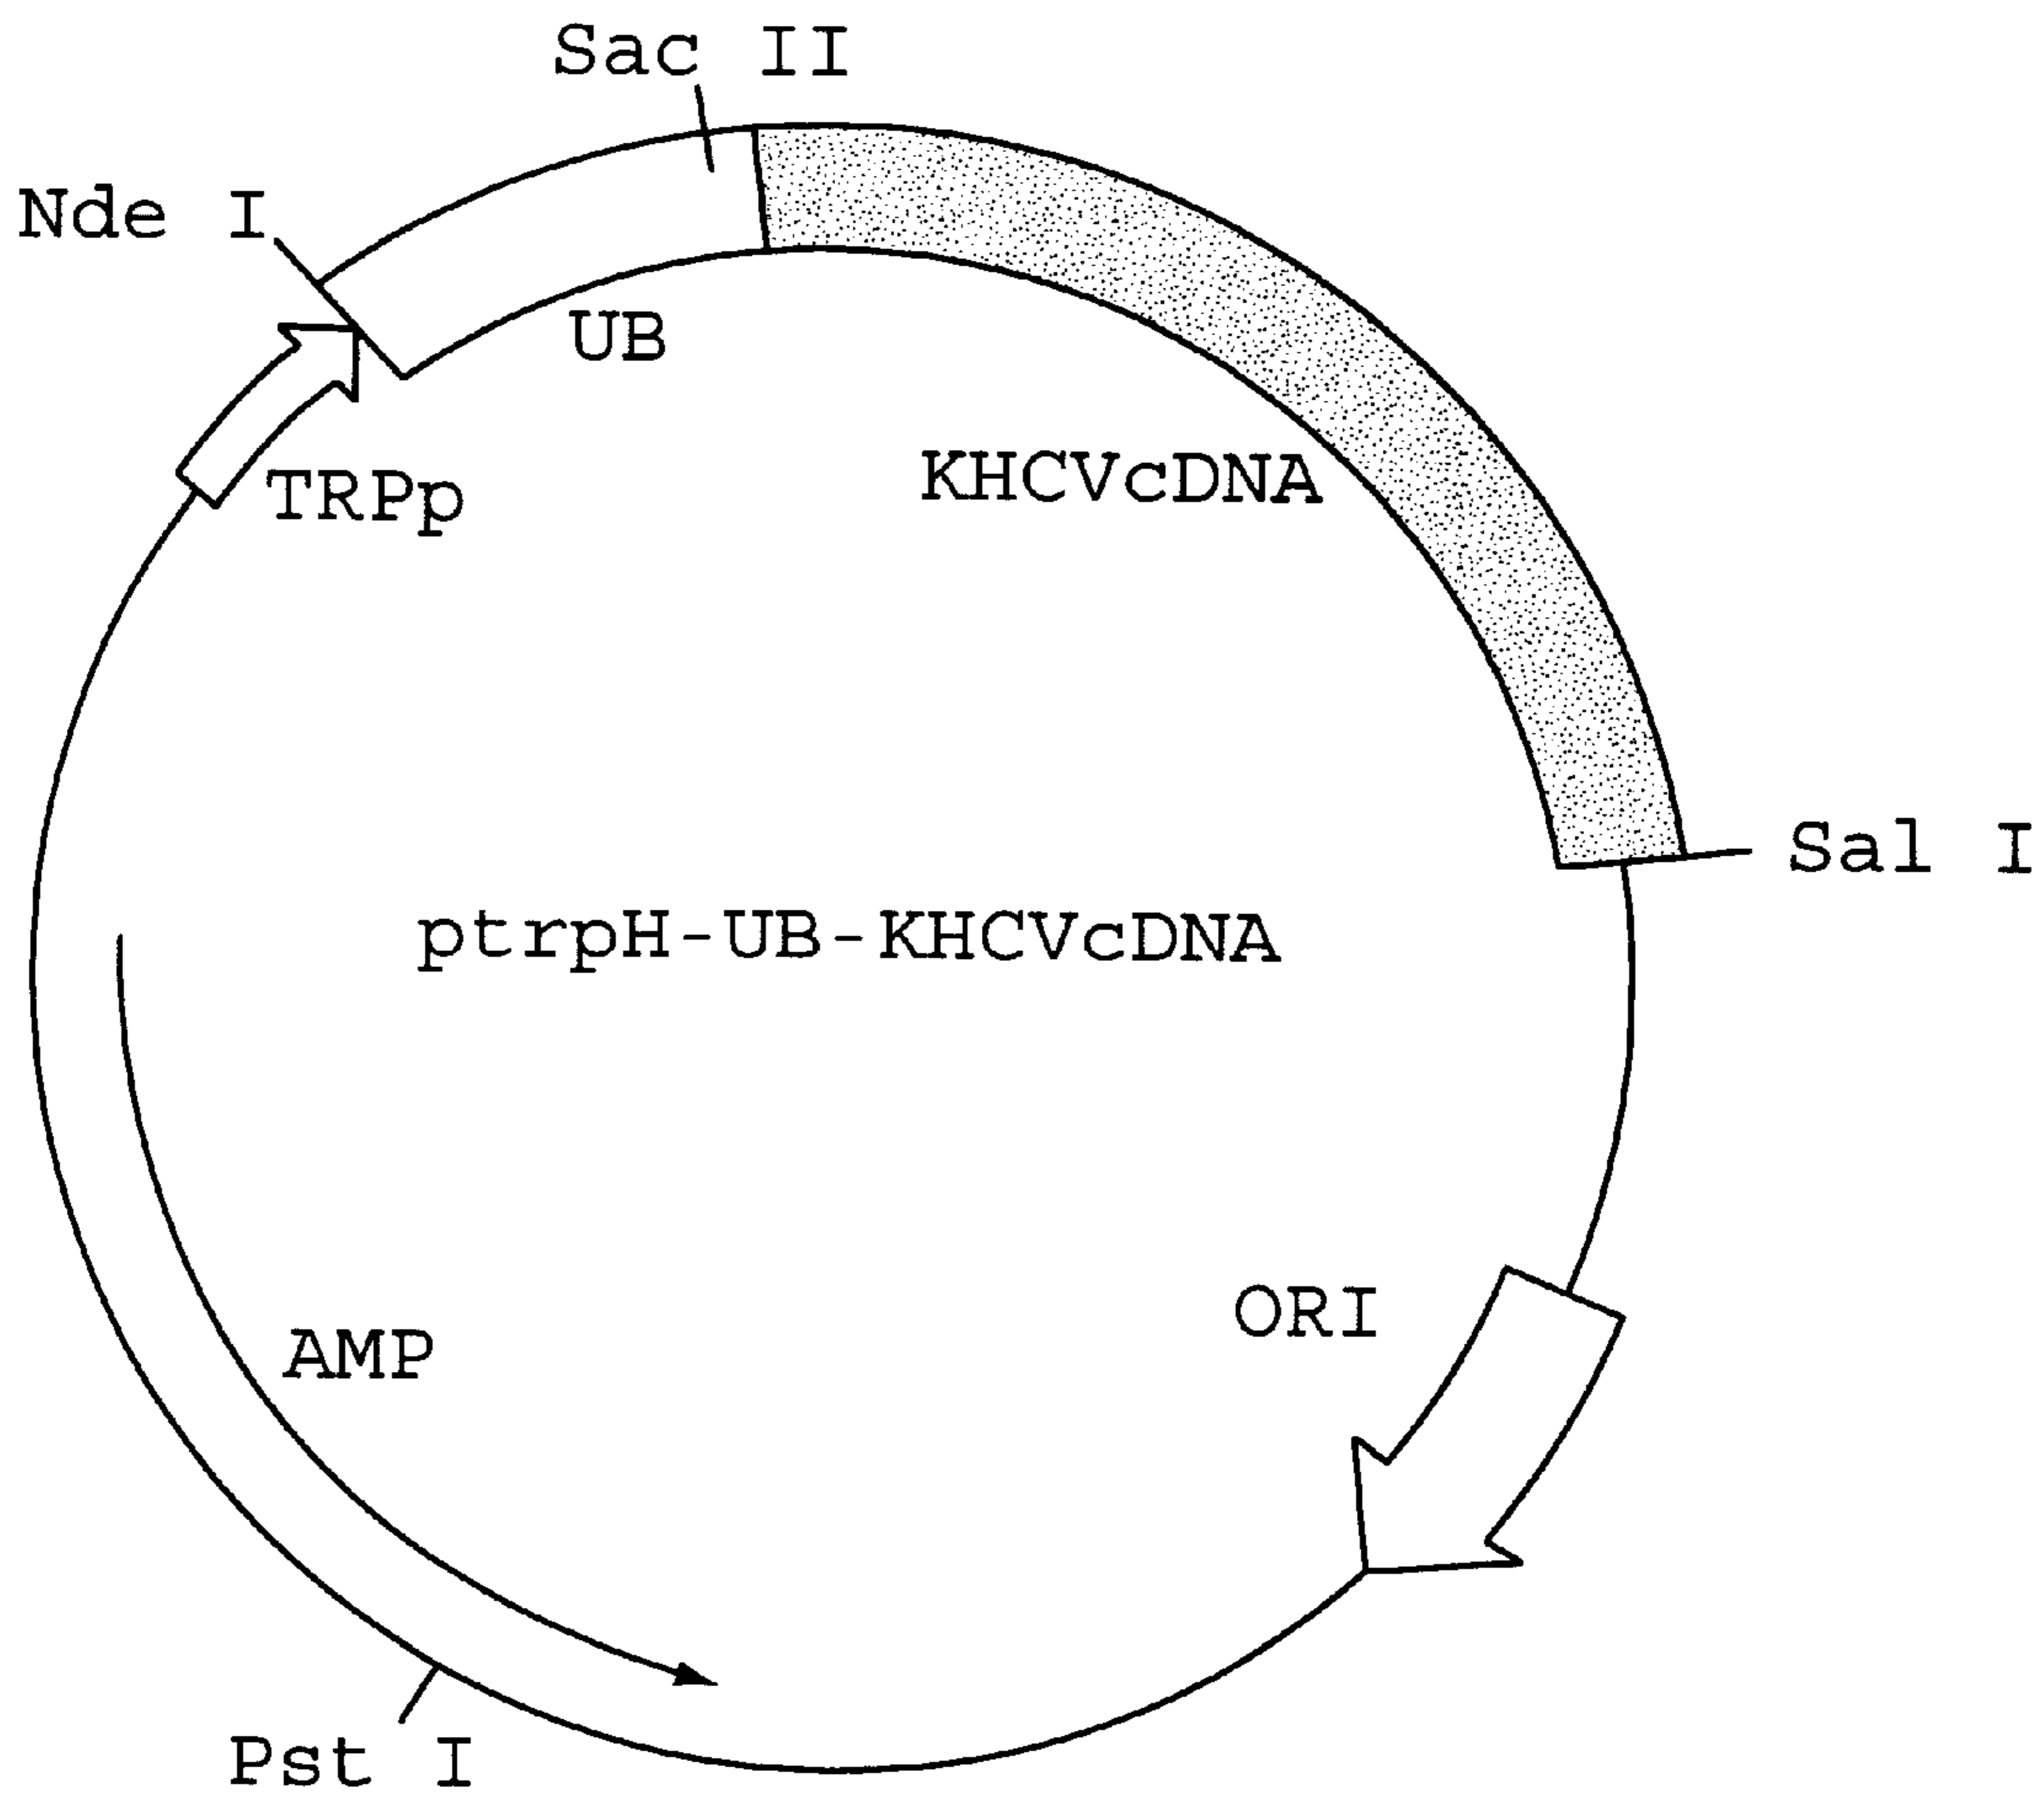 Sac II
Nde I
UB
TRPp
KHCVcDNA
Sal I
ptrpH-UB-KHCVcDNA
ORI
AMP
Pst I